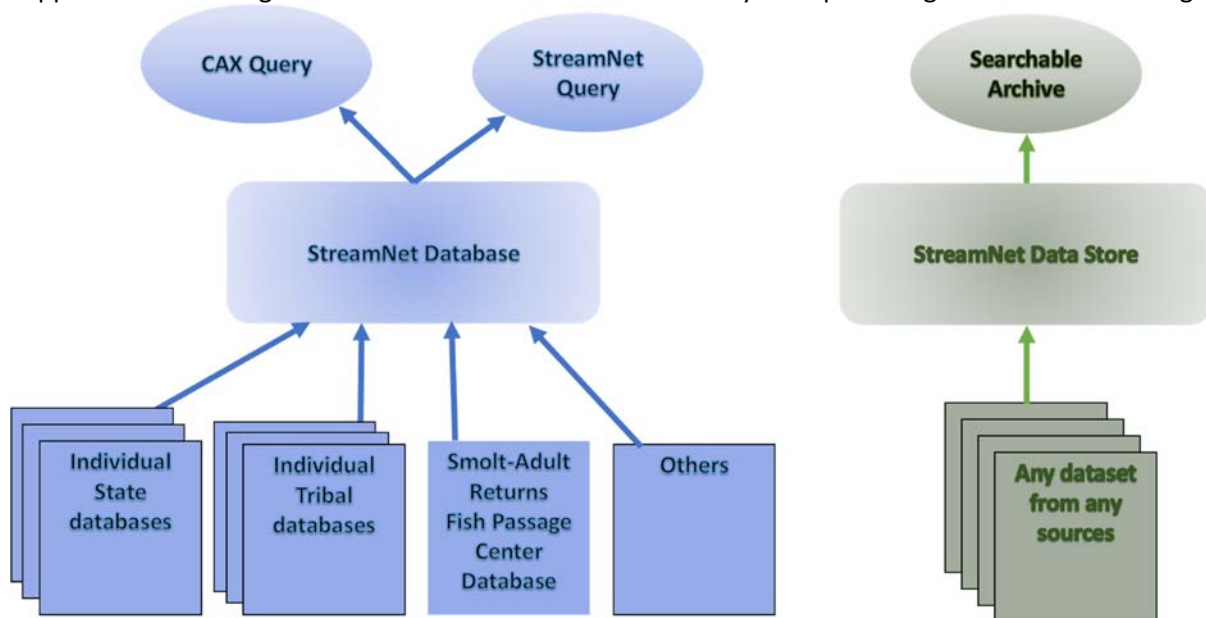 CAX Query
StreamNet
Query
Searchable
Archive
StreamNet Database
StreamNet Data Store
Individual
State
databases
Individual
Tribal
databases
Smolt-Adult
Returns
Fish Passage
Center
Database
Others
Any dataset
from any
sources